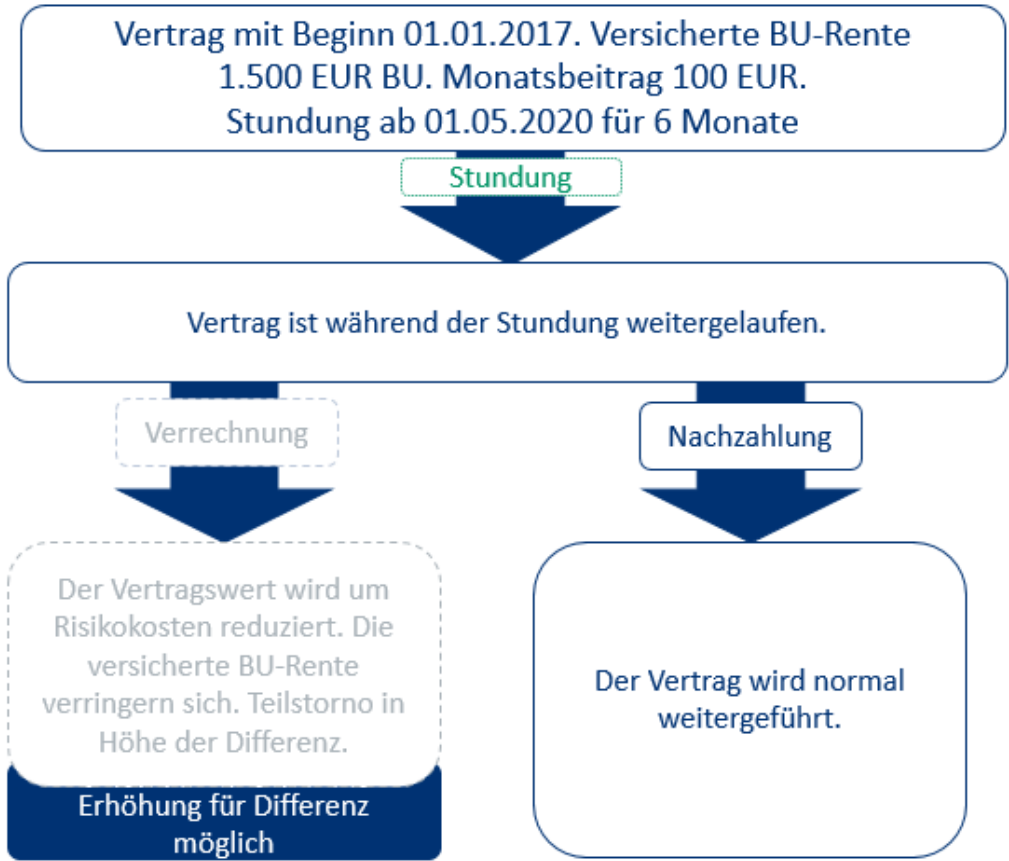 Vertrag mit Beginn 01.01.2017. Versicherte BU-Rente
1.500 EUR BU. Monatsbeitrag 100 EUR.
Stundung ab 01.05.2020 für 6 Monate
Stundung
Vertrag ist während der Stundung weitergelaufen.
Verrechnung
Nachzahlung
Der Vertragswert wird um
Risikokosten reduziert. Die
versicherte BU-Rente
verringern sich. Teilstorno in
Höhe der Differenz.
Erhöhung für Differenz
möglich
Der Vertrag wird normal
weitergeführt.